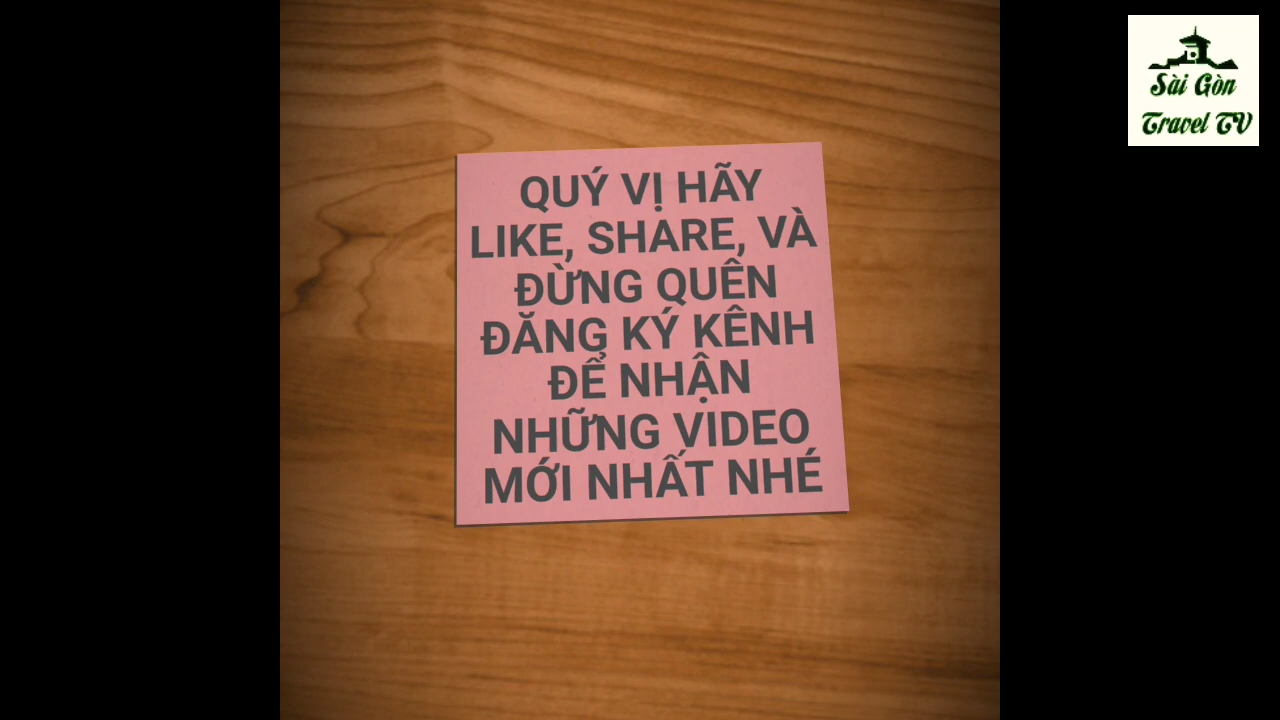 QUÝ VỊ HÃY
LIKE, SHARE, VÀ
ĐỪNG QUÊN
ĐĂNG KÝ KÊNH
ĐỂ NHẬN
NHỮNG VIDEO
MỚI NHẤT NHÉ
Sài Gòn
Travel TV